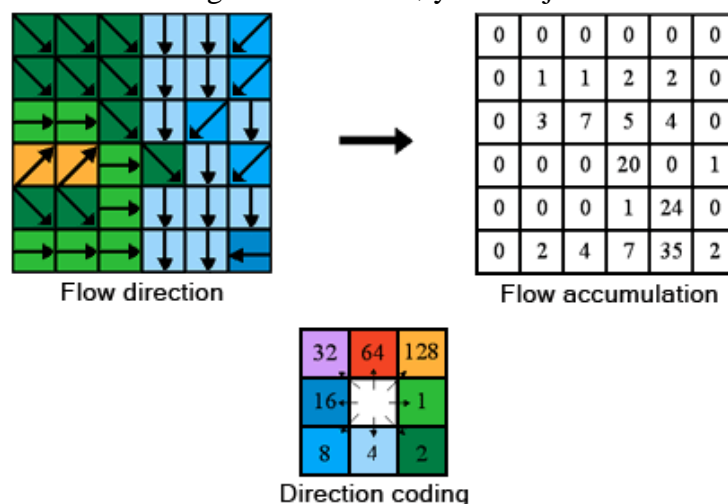 0 0 0 0 0 0
0 1 1 2 2 0
0 3 7 5 4 0
0 0 0 20 0 1
0 0 0 1 24 0
0 2 4 7 35 2
Flow direction
Flow accumulation
32 64 128
16 1
8 4 2
Direction coding